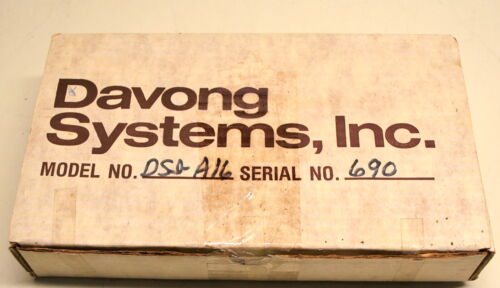 Davong
Systems, Inc.
MODEL NO. DSI-A16 SERIAL NO. 690